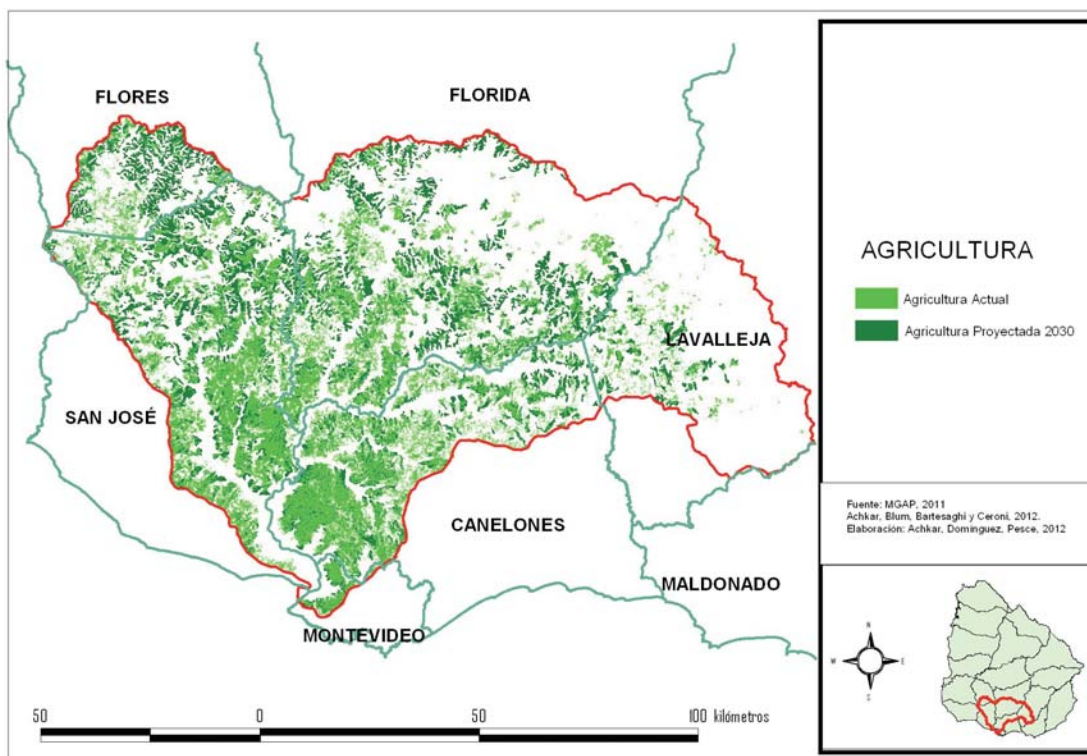 FLORES
FLORIDA
LAVALLEJA
SAN JOSÉ
CANELONES
MALDONADO
MONTEVIDEO
50
0
50
100 kilómetros
AGRICULTURA
Agricultura Actual
Agricultura Proyectada 2030
Fuente: MGAP, 2011
Achkar, Blum, Bartesaghi y Ceroni, 2012.
Elaboración: Achkar, Domínguez, Pesce, 2012
N
W
E
S